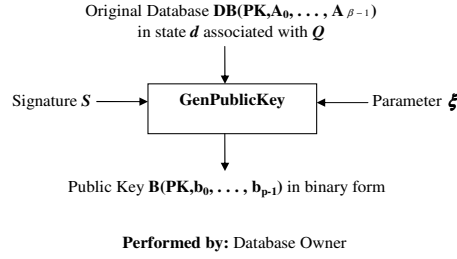 Original Database DB(PK,A₀, . . . , A β−1)
in state d associated with Q
Signature S
GenPublicKey
Parameter ξ
Public Key B(PK,b₀, . . . , bₚ₋₁) in binary form
Performed by: Database Owner